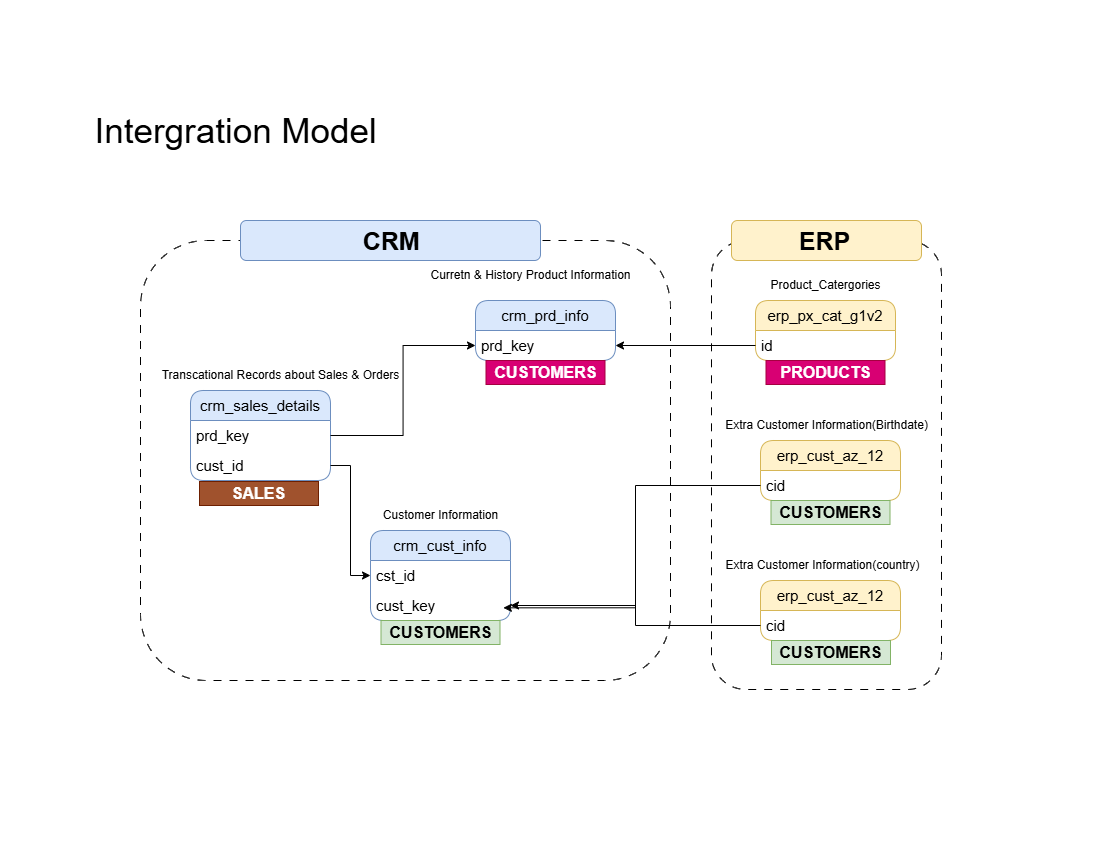 Intergration Model
CRM
ERP
Curretn & History Product Information
Product_Catergories
crm_prd_info
prd_key
CUSTOMERS
erp_px_cat_g1v2
id
PRODUCTS
Transcational Records about Sales & Orders
crm_sales_details
prd_key
cust_id
SALES
Extra Customer Information(Birthdate)
erp_cust_az_12
cid
CUSTOMERS
Customer Information
crm_cust_info
cst_id
cust_key
CUSTOMERS
Extra Customer Information(country)
erp_cust_az_12
cid
CUSTOMERS